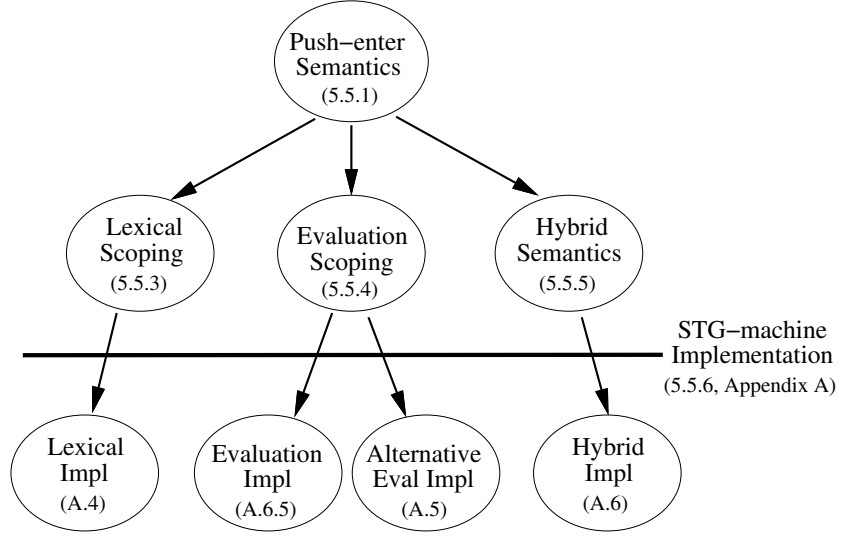 Push−enter
Semantics
(5.5.1)
Lexical
Scoping
(5.5.3)
Evaluation
Scoping
(5.5.4)
Hybrid
Semantics
(5.5.5)
STG−machine
Implementation
(5.5.6, Appendix A)
Lexical
Impl
(A.4)
Evaluation
Impl
(A.6.5)
Alternative
Eval Impl
(A.5)
Hybrid
Impl
(A.6)